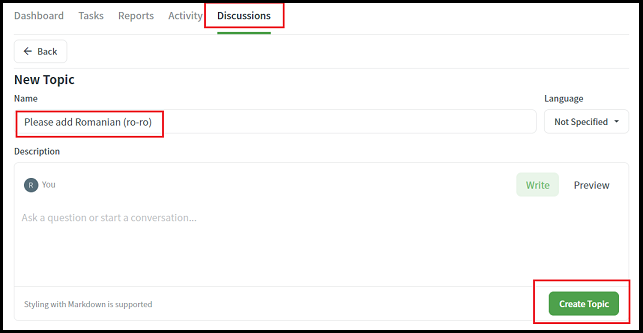 Dashboard Tasks Reports Activity Discussions
← Back
New Topic
Name Language
Please add Romanian (ro-ro) Not Specified
Description
R You Write Preview
Ask a question or start a conversation...
Styling with Markdown is supported Create Topic